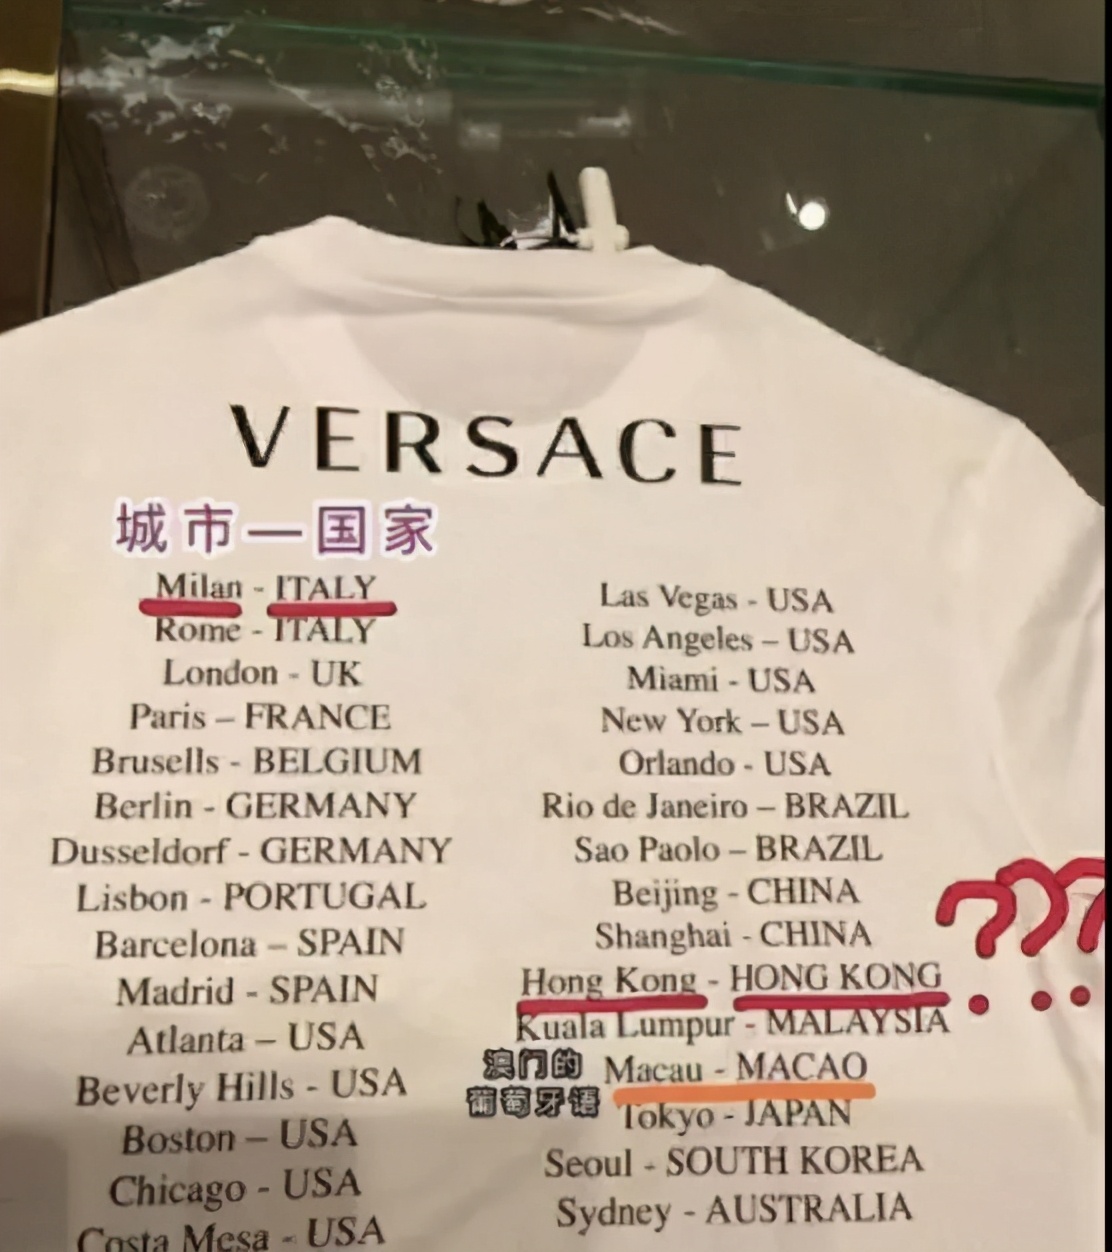 VERSACE
城市—国家
Milan - ITALY
Rome - ITALY
London - UK
Paris – FRANCE
Brusells - BELGIUM
Berlin - GERMANY
Dusseldorf - GERMANY
Lisbon - PORTUGAL
Barcelona – SPAIN
Madrid - SPAIN
Atlanta – USA
Beverly Hills - USA
Boston – USA
Chicago - USA
Costa Mesa - USA
Las Vegas - USA
Los Angeles – USA
Miami - USA
New York – USA
Orlando - USA
Rio de Janeiro – BRAZIL
Sao Paolo – BRAZIL
Beijing - CHINA
Shanghai - CHINA
Hong Kong - HONG KONG
???
Kuala Lumpur - MALAYSIA
澳门的
葡萄牙语
Macau - MACAO
Tokyo - JAPAN
Seoul - SOUTH KOREA
Sydney - AUSTRALIA